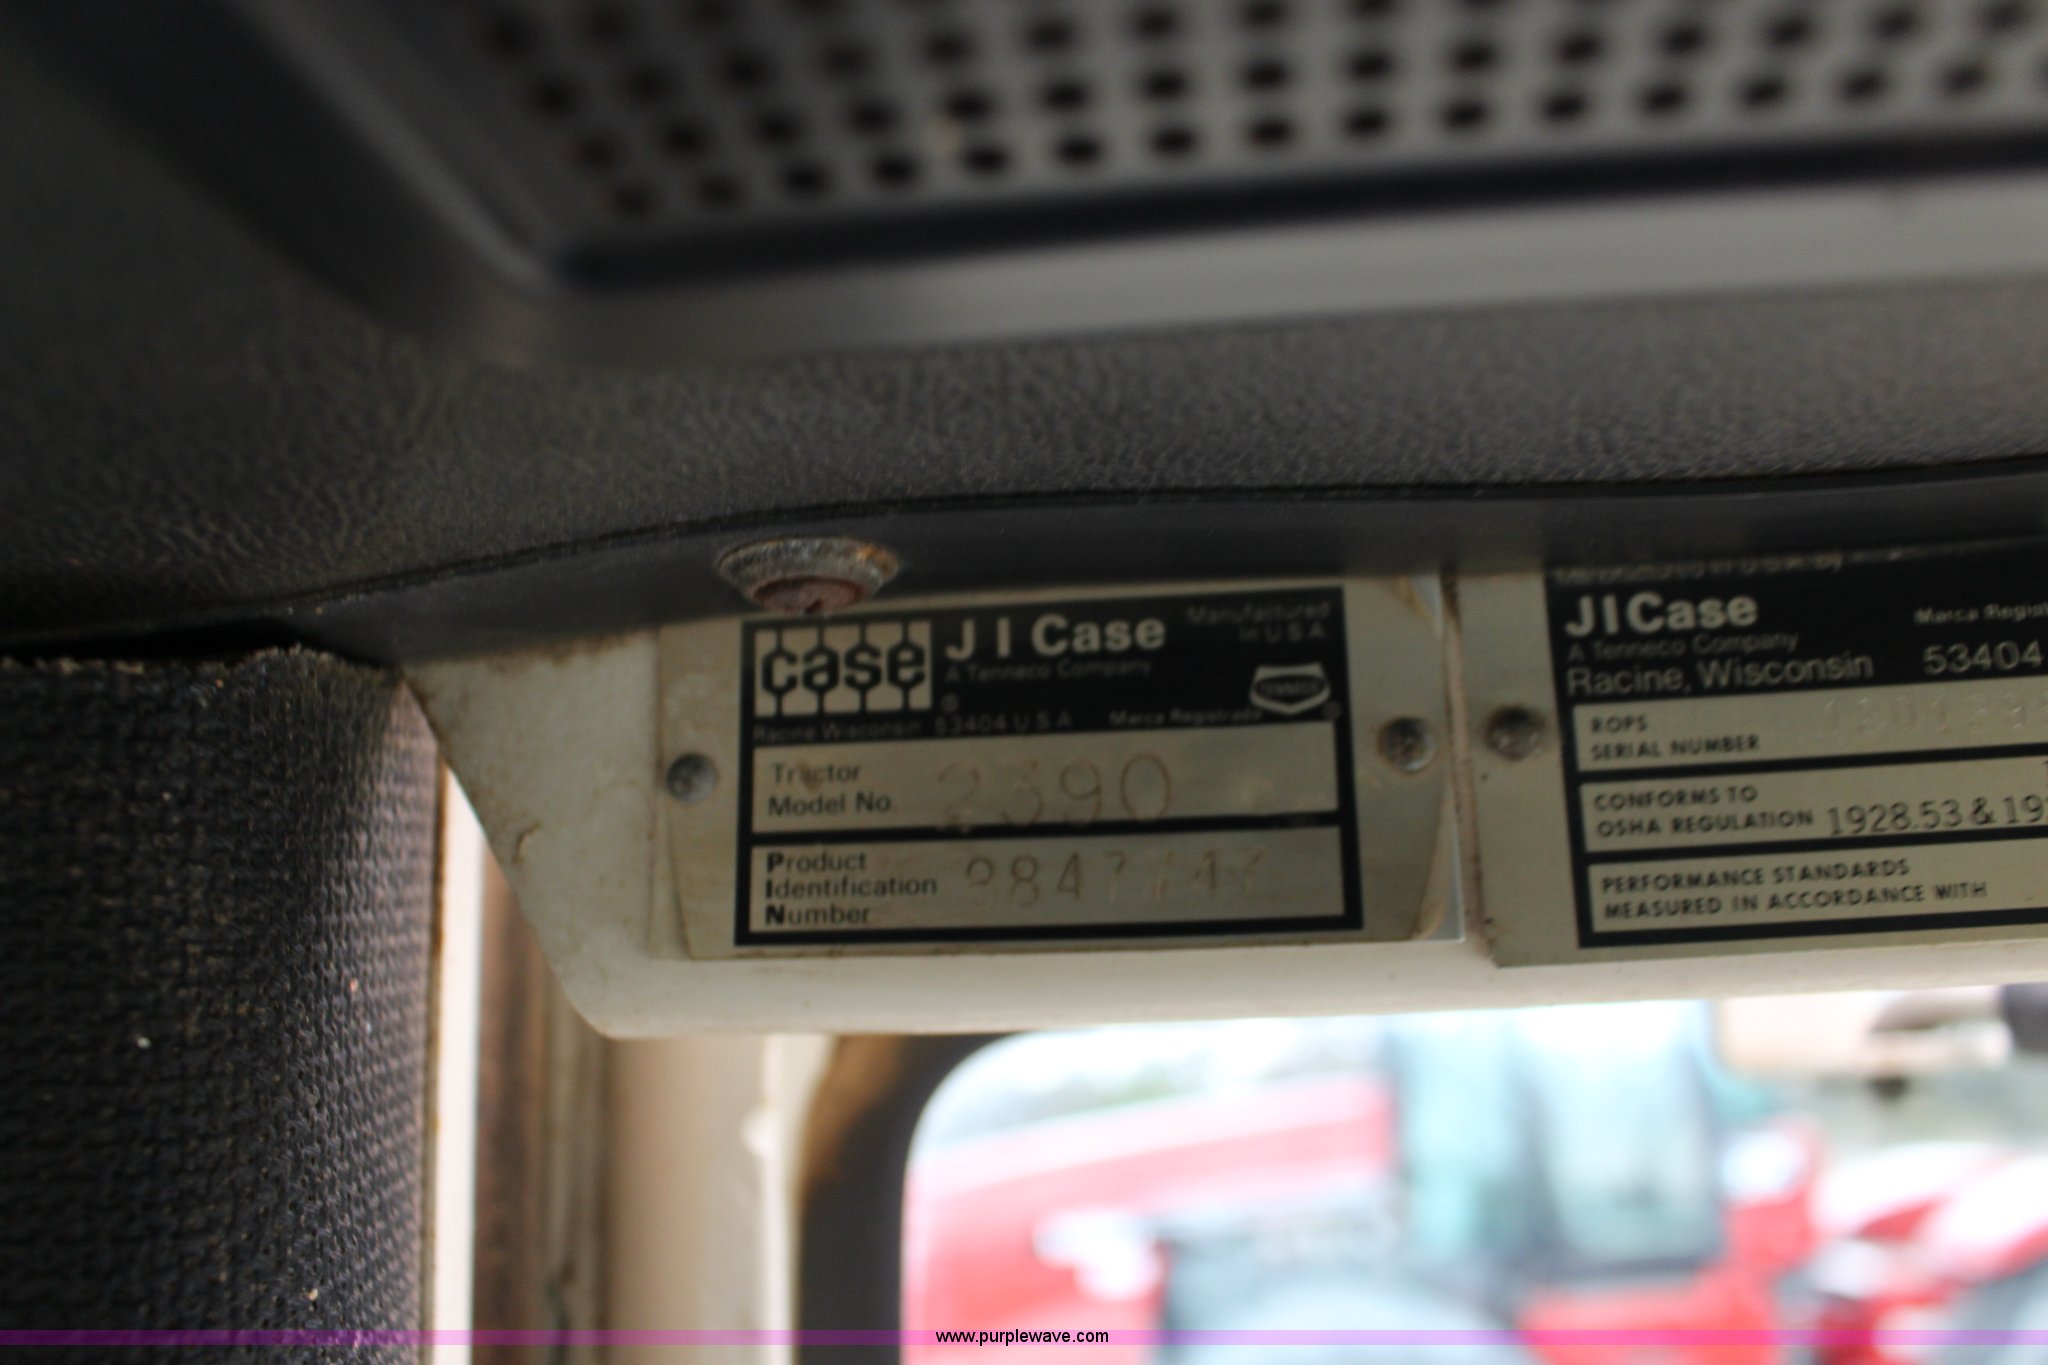 case
J I Case
Manufactured
in U.S.A.
A Tenneco Company
Racine, Wisconsin 53404 U.S.A.
Marca Registrada
Tractor
Model No.
2390
Product
Identification
Number
JI Case
A Tenneco Company
Racine, Wisconsin 53404
ROPS
SERIAL NUMBER
CONFORMS TO
OSHA REGULATION 1928.53 & 19
PERFORMANCE STANDARDS
MEASURED IN ACCORDANCE WITH
www.purplewave.com